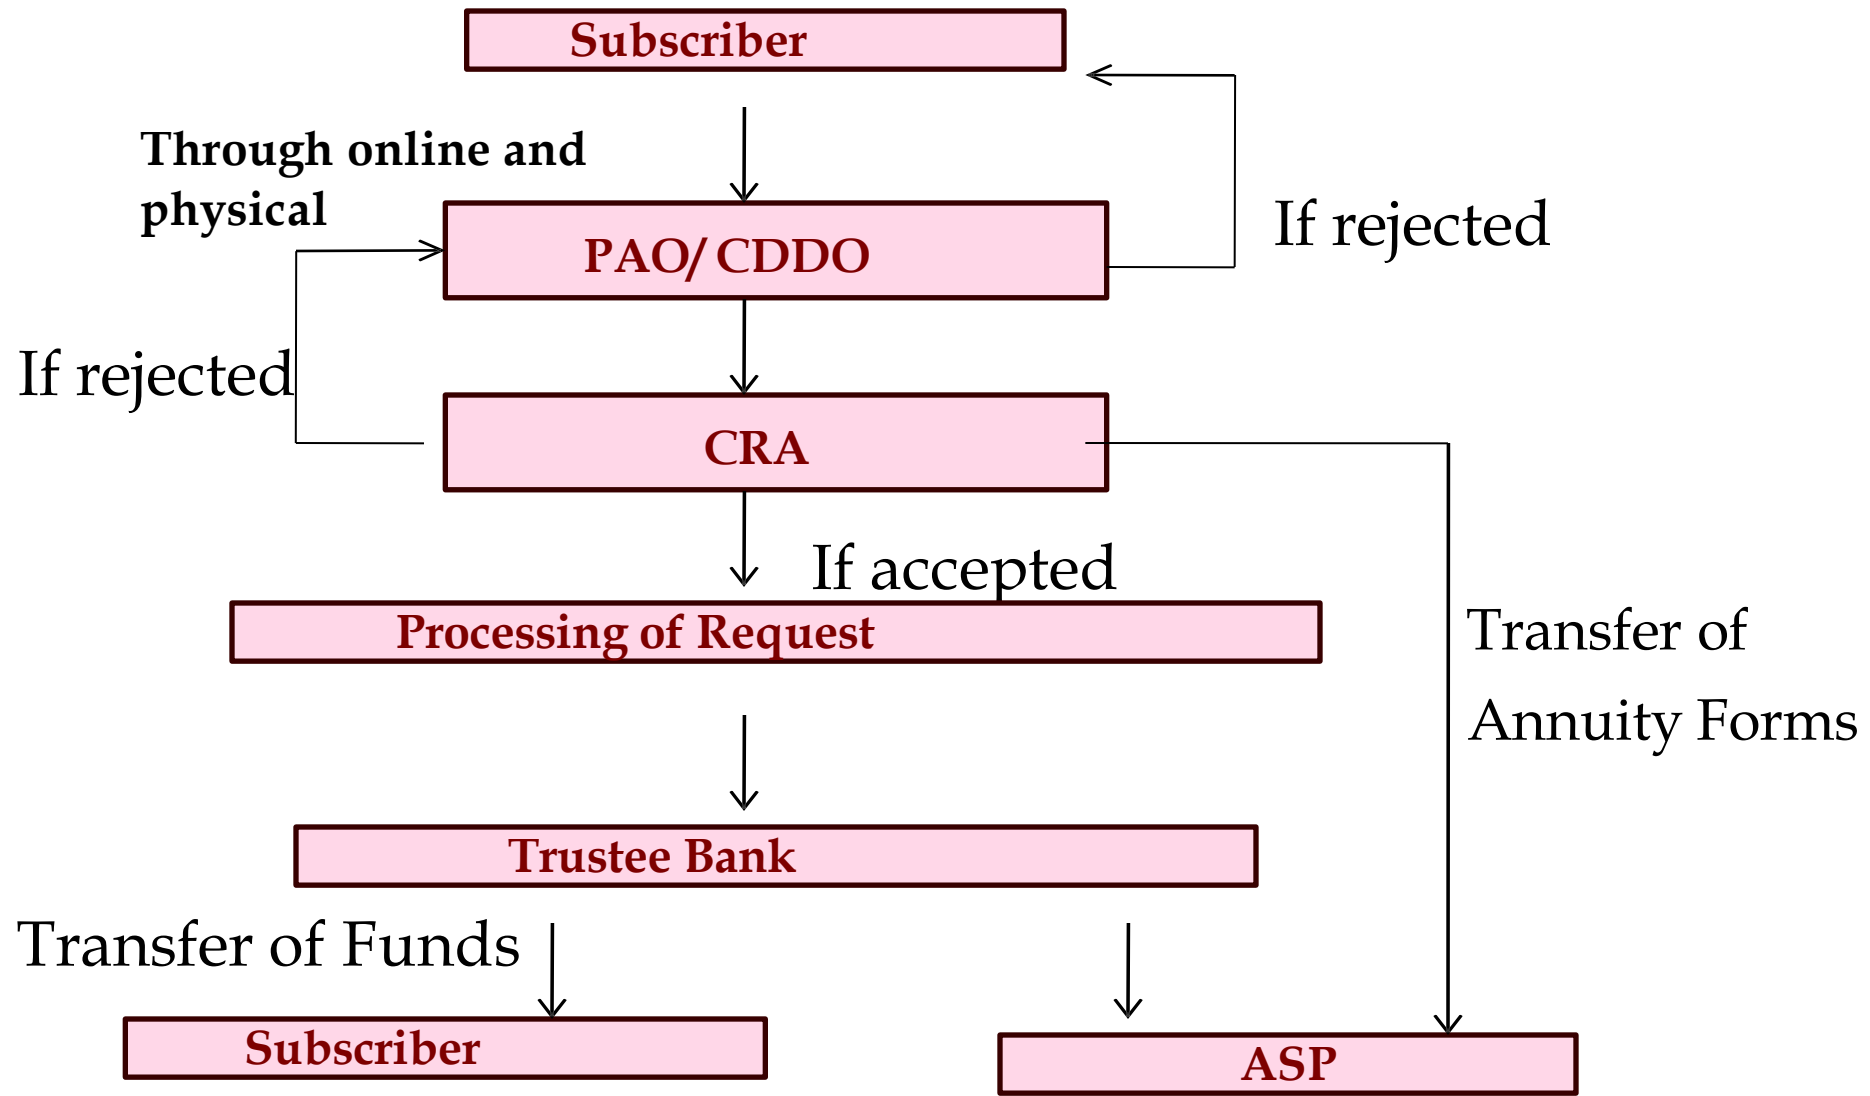 Subscriber
Through online and
physical
If rejected
PAO/ CDDO
If rejected
CRA
If accepted
Processing of Request
Transfer of
Annuity Forms
Trustee Bank
Transfer of Funds
Subscriber
ASP